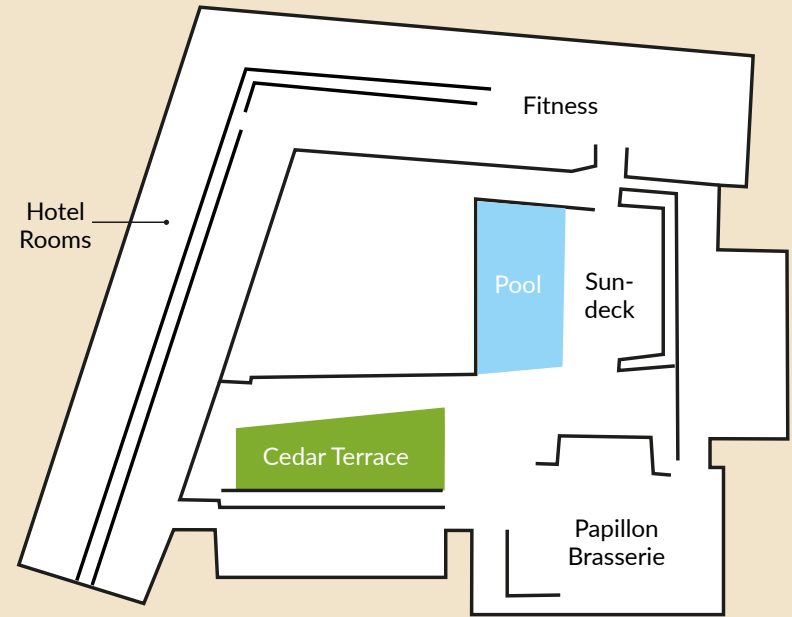 Fitness
Hotel
Rooms
Pool
Sun-
deck
Cedar Terrace
Papillon
Brasserie